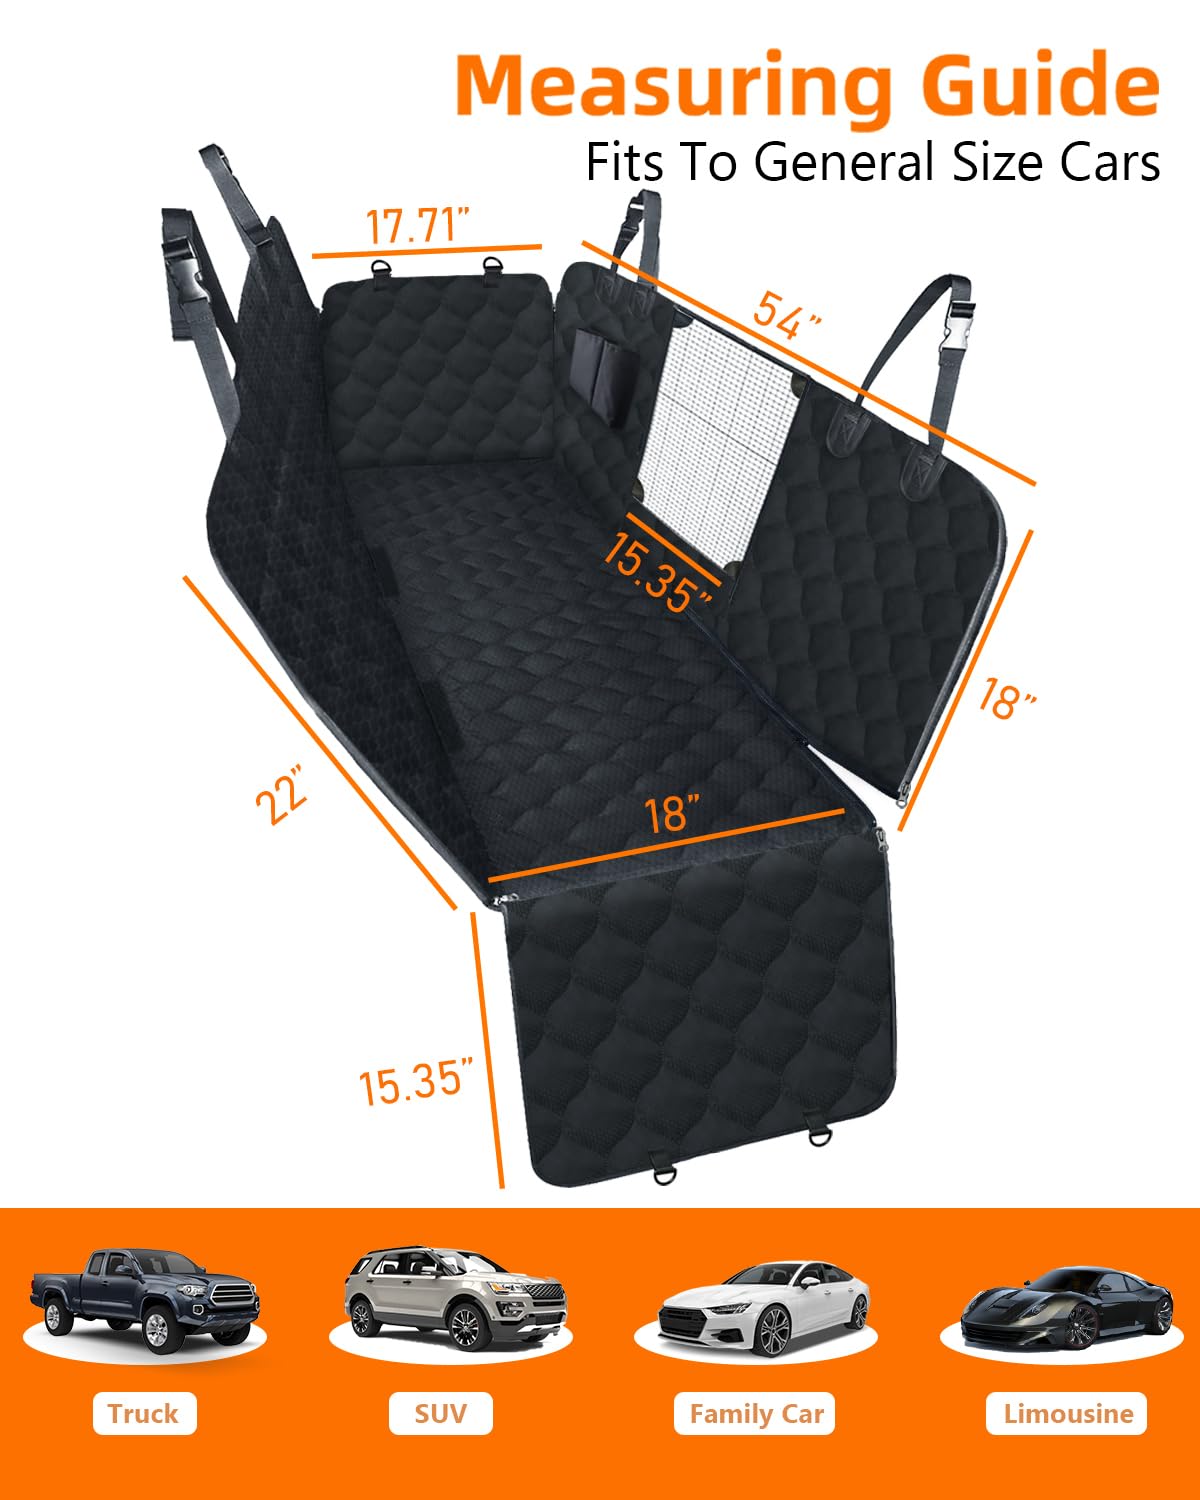 Measuring Guide
Fits To General Size Cars
17.71”
54”
15.35”
18”
22”
18”
15.35”
Truck
SUV
Family Car
Limousine